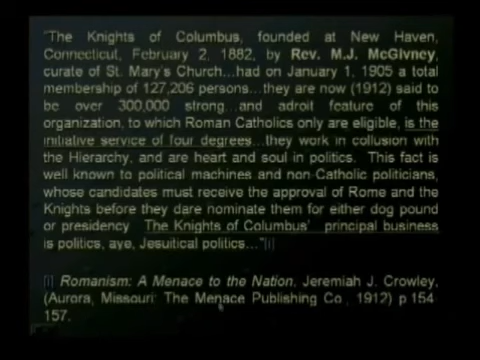 "The Knights of Columbus, founded at New Haven,
Connecticut, February 2, 1882, by Rev. M.J. McGivney,
curate of St. Mary's Church...had on January 1, 1905 a total
membership of 127,206 persons...they are now (1912) said to
be over 300,000 strong...and adroit feature of this
organization, to which Roman Catholics only are eligible, is the
initiative service of four degrees...they work in collusion with
the Hierarchy, and are heart and soul in politics. This fact is
well known to political machines and non-Catholic politicians,
whose candidates must receive the approval of Rome and the
Knights before they dare nominate them for either dog pound
or presidency. The Knights of Columbus' principal business
is politics, aye, Jesuitical politics..."[i]
[i] Romanism: A Menace to the Nation, Jeremiah J. Crowley,
(Aurora, Missouri: The Menace Publishing Co., 1912) p.154-
157.